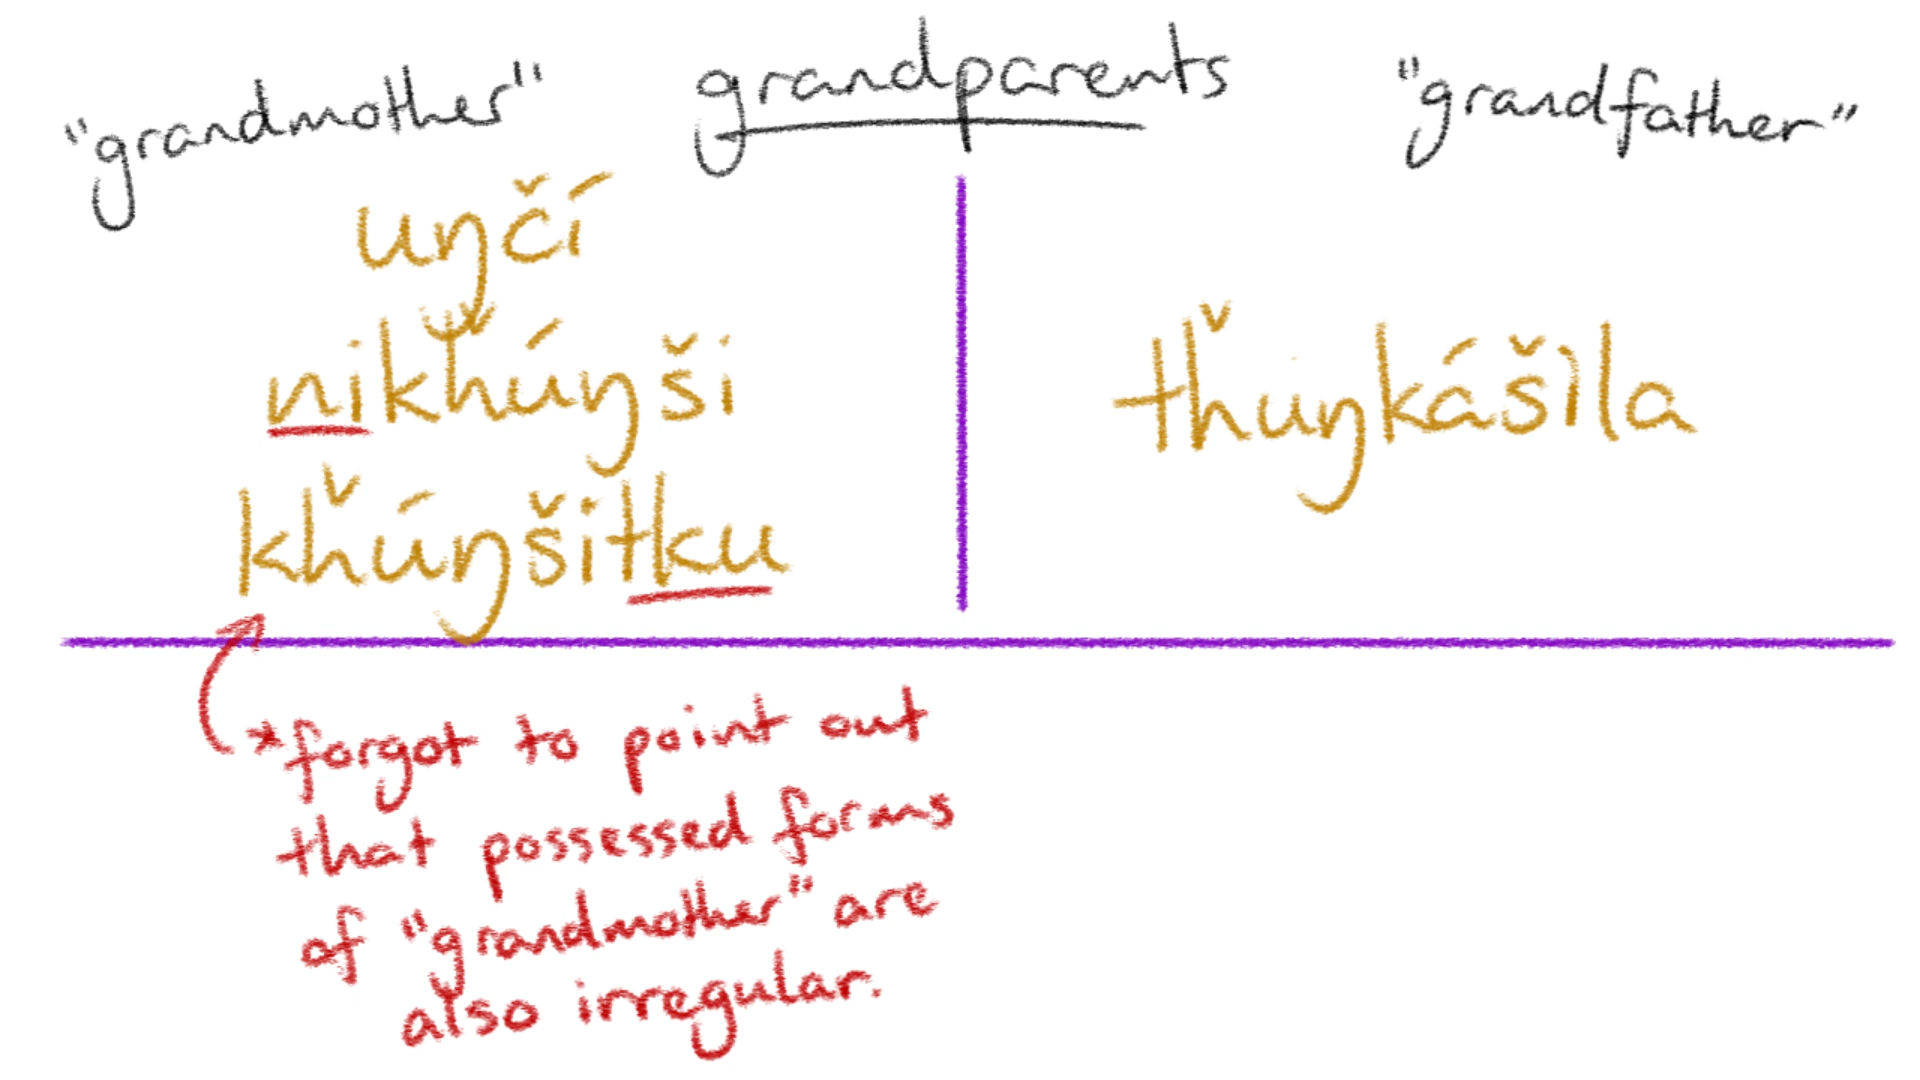 "grandmother"
grandparents
"grandfather"
uŋčí
nikȟúŋši
kȟúŋšitku
tȟuŋkášila
*forgot to point out
that possessed forms
of "grandmother" are
also irregular.